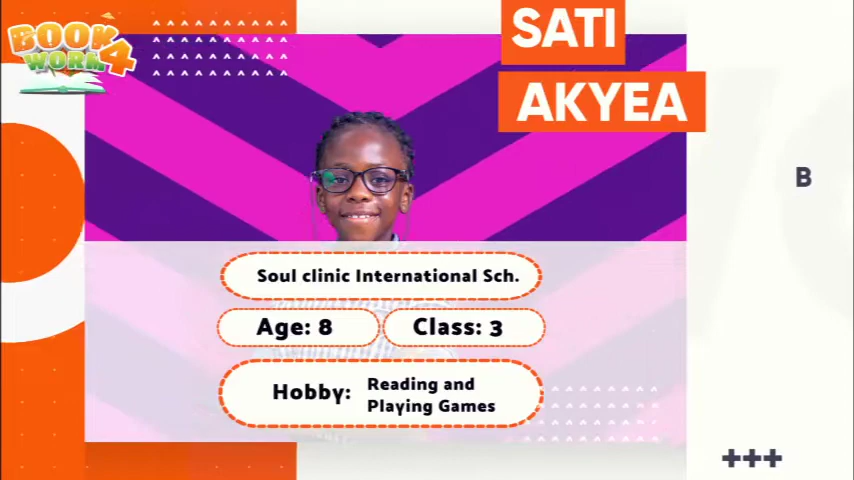 BOOK
WORM 4
SATI
AKYEA
B
Soul clinic International Sch.
Age: 8
Class: 3
Hobby: Reading and
Playing Games
+++